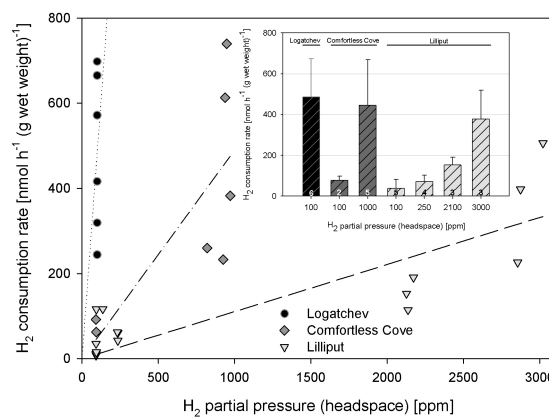 H2 consumption rate [nmol h-1 (g wet weight)-1]
800
600
400
200
0
0 500 1000 1500 2000 2500 3000
H2 partial pressure (headspace) [ppm]
Logatchev
Comfortless Cove
Lilliput
Logatchev Comfortless Cove Lilliput
H2 consumption rate [nmol h-1 (g wet weight)-1]
800
600
400
200
0
6 2 5 5 4 3 3
100 100 1000 100 250 2100 3000
H2 partial pressure (headspace) [ppm]